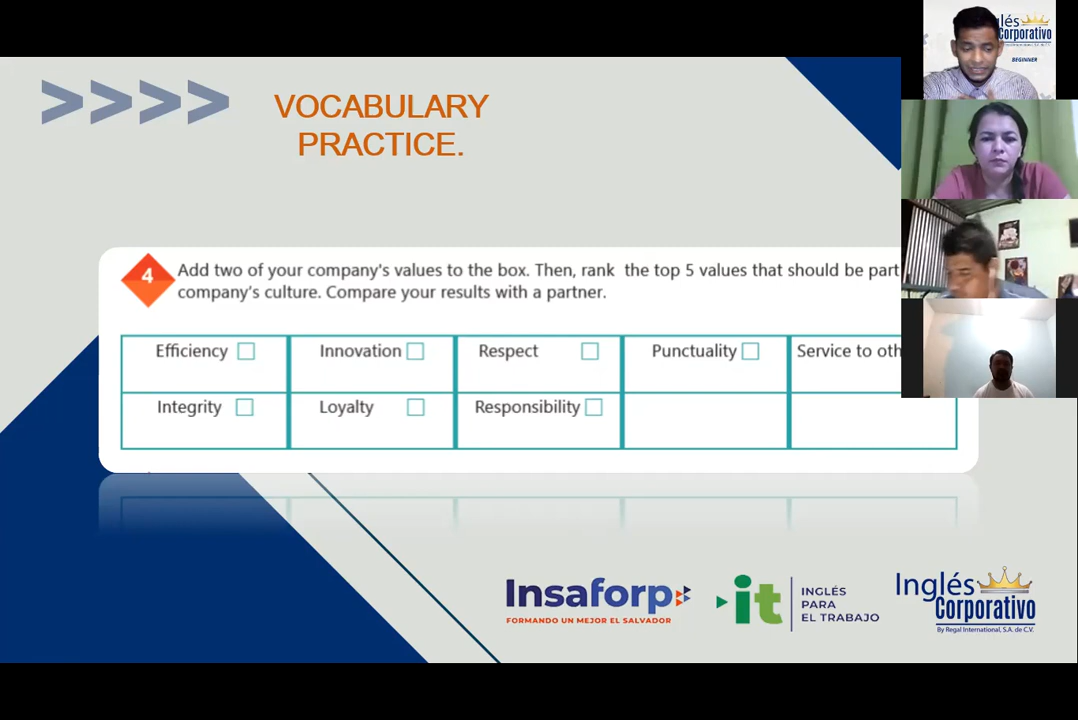 >>>> VOCABULARY
PRACTICE.
4 Add two of your company's values to the box. Then, rank the top 5 values that should be part
company's culture. Compare your results with a partner.
Efficiency Innovation Respect Punctuality Service to oth
Integrity Loyalty Responsibility
Insaforp
FORMANDO UN MEJOR EL SALVADOR
it
INGLÉS
PARA
EL TRABAJO
Inglés
Corporativo
By Regal International, S.A. de C.V.
lés
Corporativo
BEGINNER